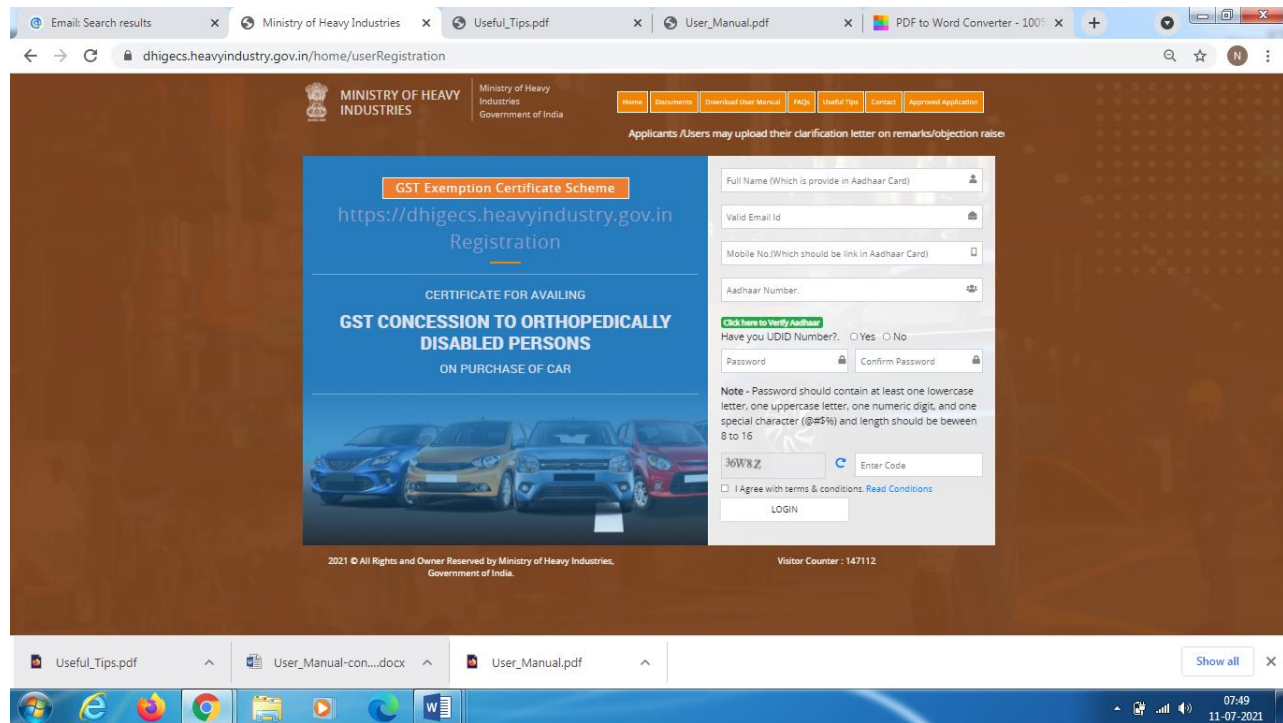 Email: Search results
Ministry of Heavy Industries
Useful_Tips.pdf
User_Manual.pdf
PDF to Word Converter - 100%
dhigecs.heavyindustry.gov.in/home/userRegistration
N
MINISTRY OF HEAVY
INDUSTRIES
Ministry of Heavy
Industries
Government of India
Home
Documents
Download User Manual
FAQs
Useful Tips
Contact
Approved Application
Applicants /Users may upload their clarification letter on remarks/objection raise
GST Exemption Certificate Scheme
https://dhigecs.heavyindustry.gov.in
Registration
CERTIFICATE FOR AVAILING
GST CONCESSION TO ORTHOPEDICALLY
DISABLED PERSONS
ON PURCHASE OF CAR
Full Name (Which is provide in Aadhaar Card)
Valid Email Id
Mobile No.(Which should be link in Aadhaar Card)
Aadhaar Number.
Click here to Verify Aadhaar
Have you UDID Number?. Yes No
Password
Confirm Password
Note - Password should contain at least one lowercase
letter, one uppercase letter, one numeric digit, and one
special character (@#$%) and length should be beween
8 to 16
36W8Z
Enter Code
I Agree with terms & conditions. Read Conditions
LOGIN
2021 © All Rights and Owner Reserved by Ministry of Heavy Industries,
Government of India.
Visitor Counter : 147112
Useful_Tips.pdf
User_Manual-con....docx
User_Manual.pdf
Show all
07:49
11-07-2021